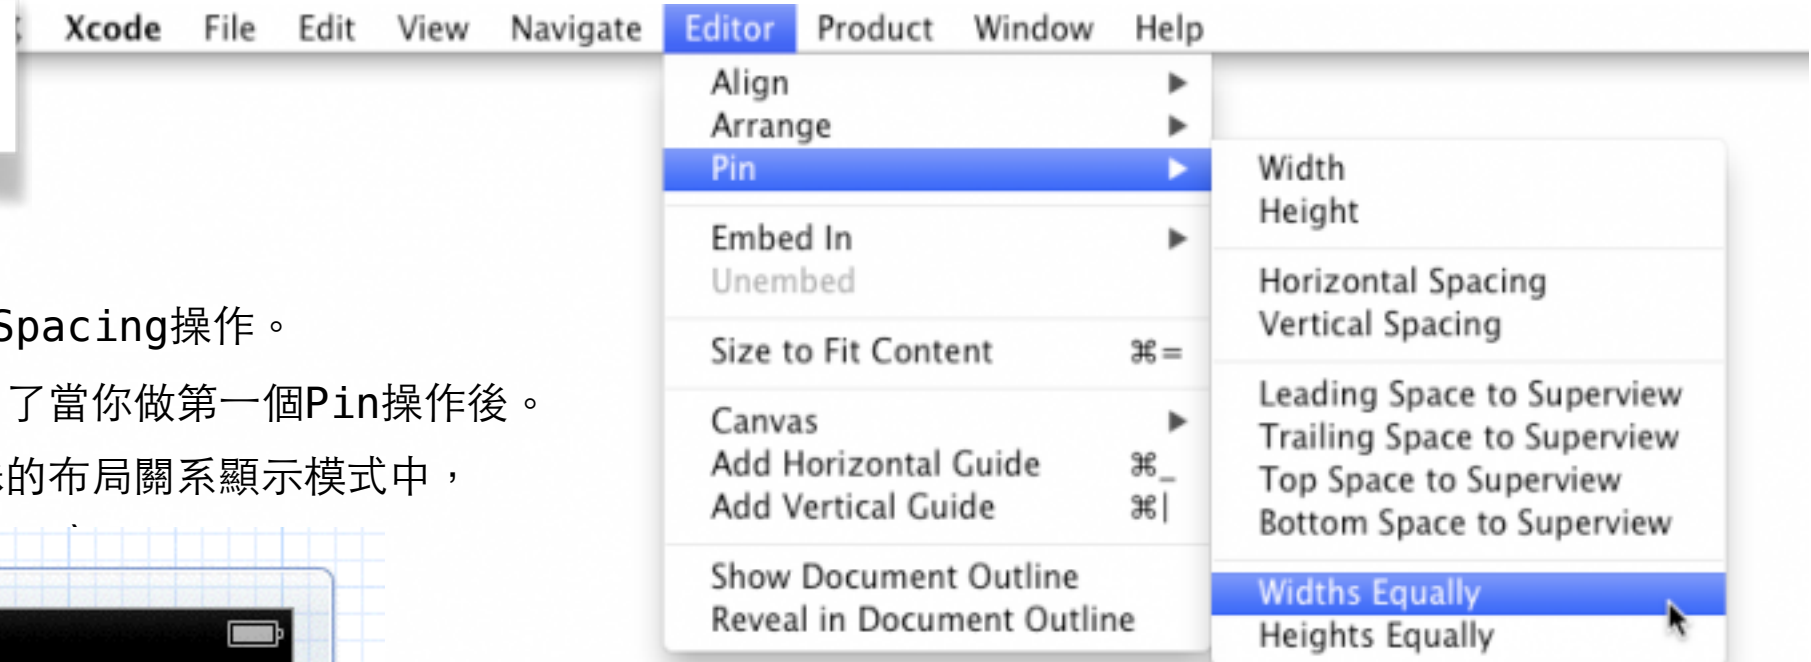 Xcode File Edit View Navigate Editor Product Window Help
Align
Arrange
Pin
Embed In
Unembed
Size to Fit Content ⌘=
Canvas
Add Horizontal Guide ⌘_
Add Vertical Guide ⌘|
Show Document Outline
Reveal in Document Outline
Width
Height
Horizontal Spacing
Vertical Spacing
Leading Space to Superview
Trailing Space to Superview
Top Space to Superview
Bottom Space to Superview
Widths Equally
Heights Equally
Spacing操作。
了當你做第一個Pin操作後。
的布局關系顯示模式中，